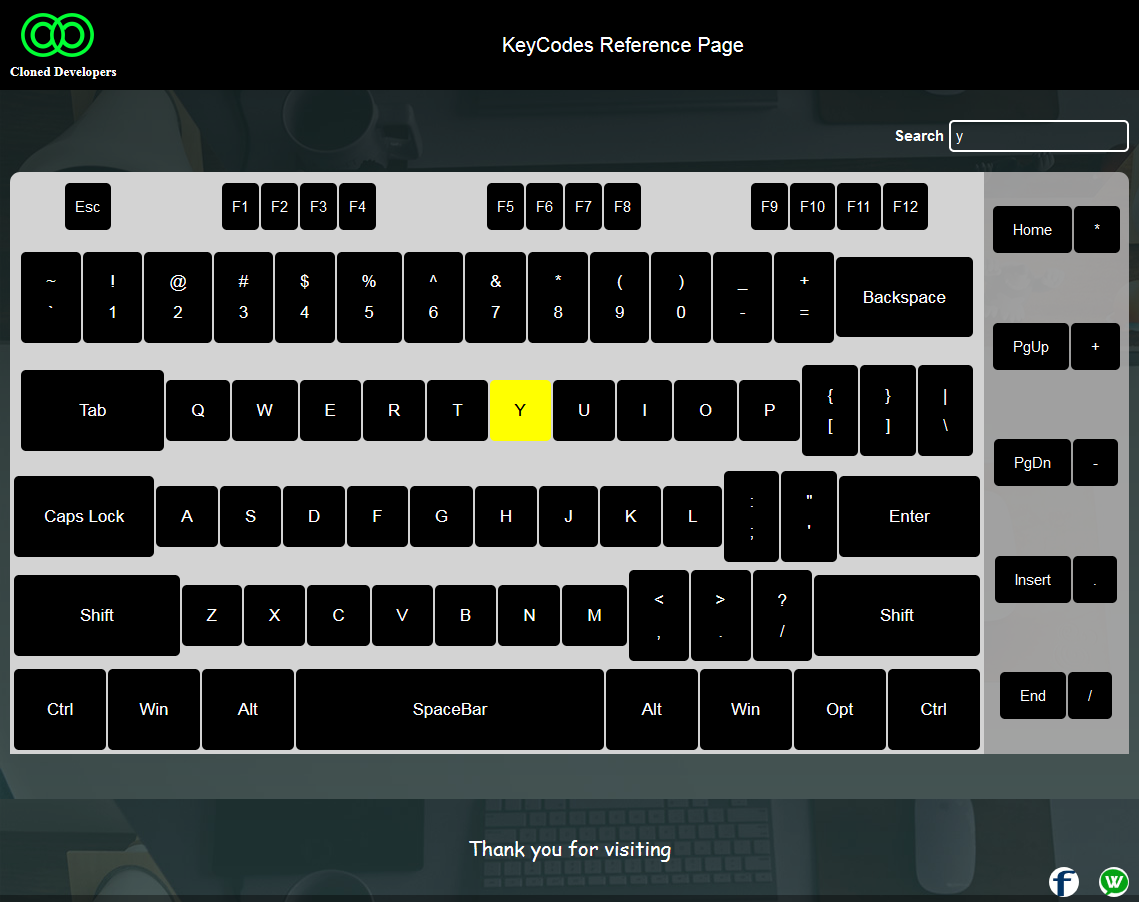 Cloned Developers
KeyCodes Reference Page
Search y
Esc F1 F2 F3 F4 F5 F6 F7 F8 F9 F10 F11 F12
Home *
~ ! @ # $ % ^ & * ( ) _ +
` 1 2 3 4 5 6 7 8 9 0 - = Backspace
PgUp +
Tab Q W E R T Y U I O P { } |
[ ] \
PgDn -
Caps Lock A S D F G H J K L : " Enter
; '
Insert .
Shift Z X C V B N M < > ? Shift
, . /
End /
Ctrl Win Alt SpaceBar Alt Win Opt Ctrl
Thank you for visiting
f W